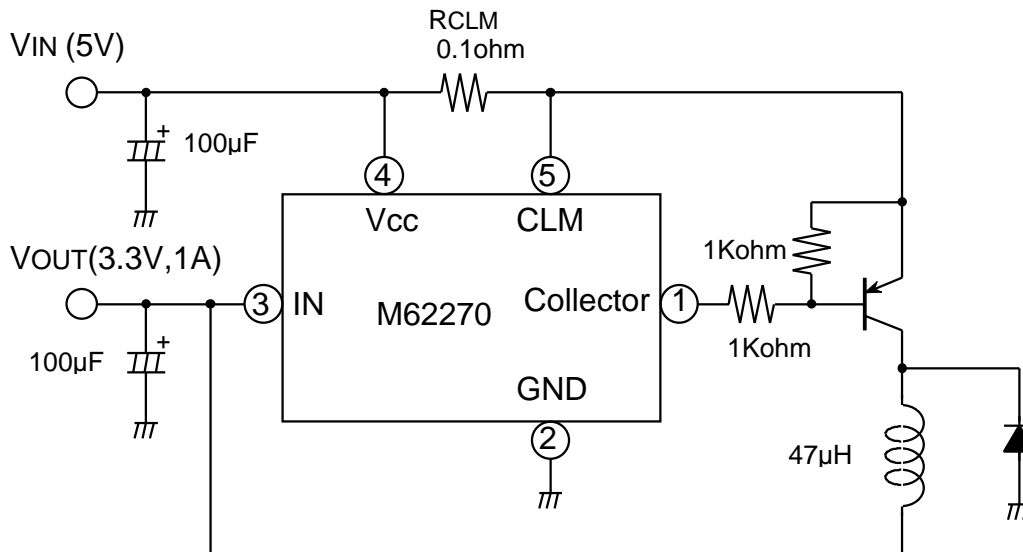 RCLM
0.1ohm
VIN (5V)
+
100µF
4
5
Vcc
CLM
VOUT(3.3V,1A)
1Kohm
3
IN
M62270
Collector
1
+
100µF
1Kohm
GND
2
47µH